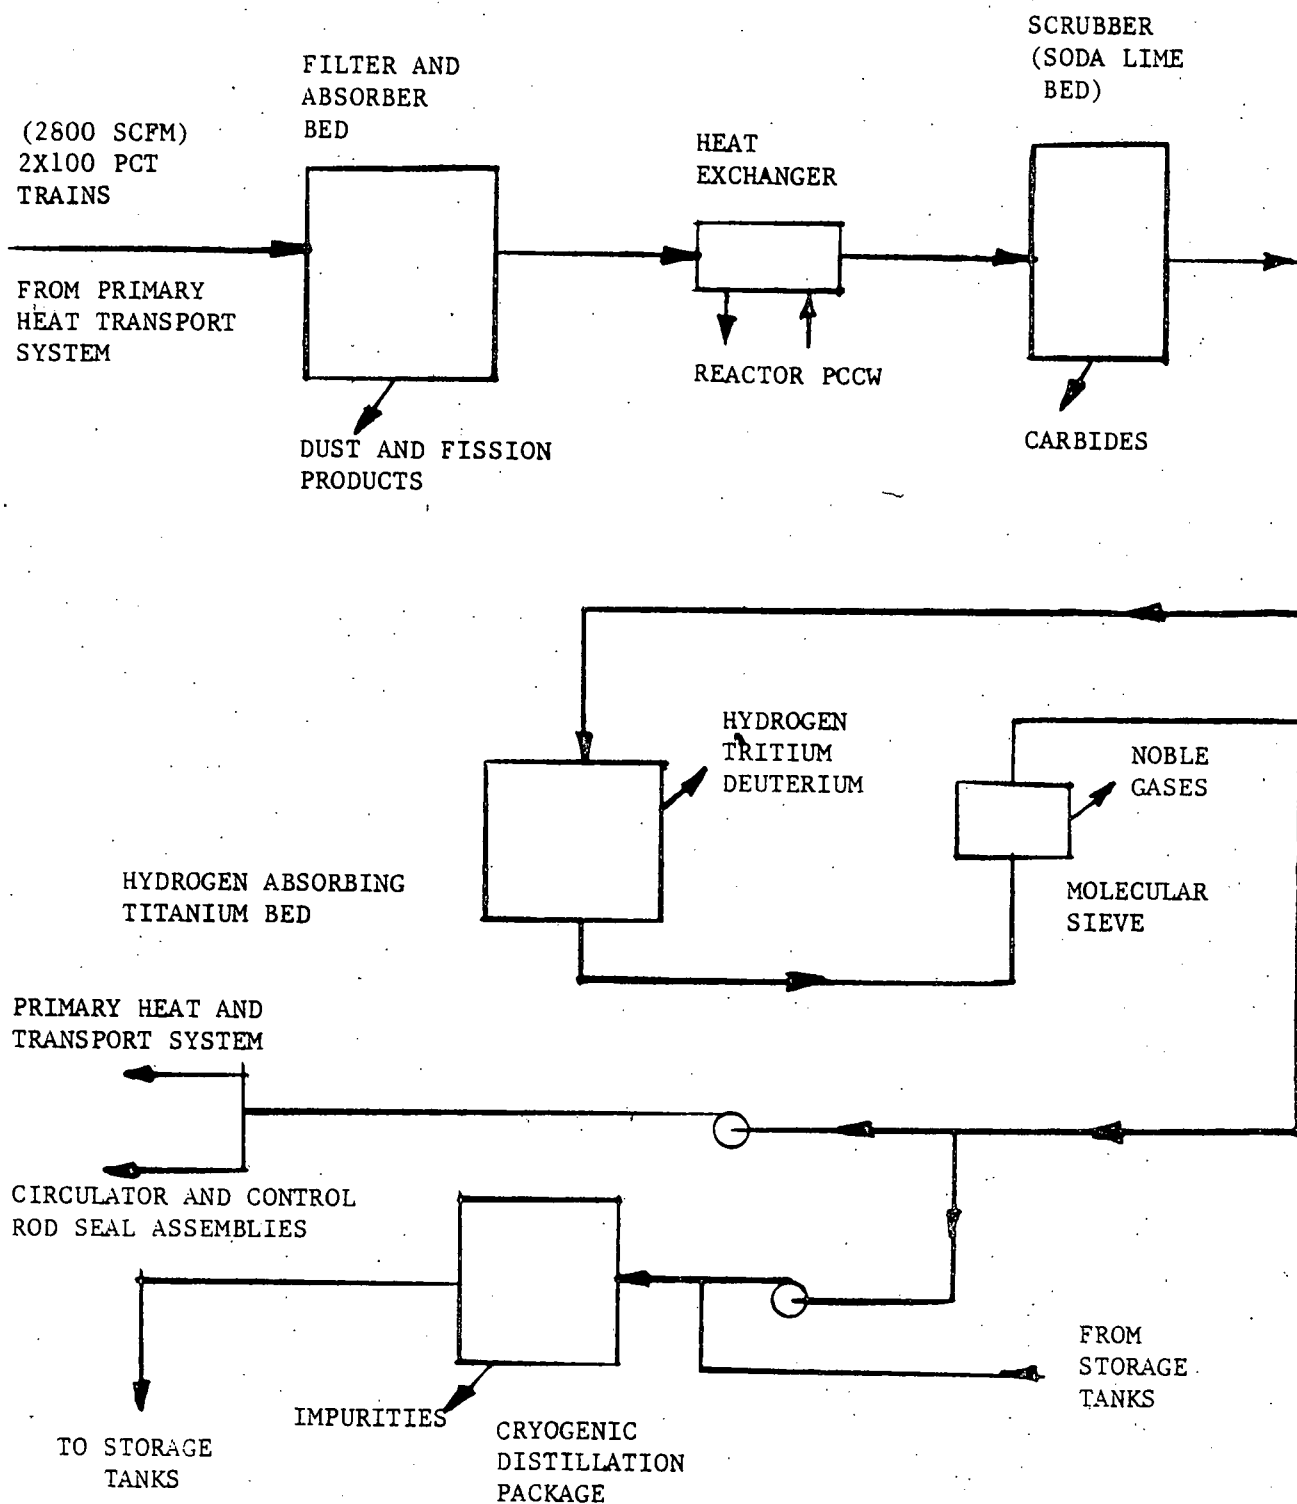 SCRUBBER
(SODA LIME
BED)
FILTER AND
ABSORBER
BED
(2800 SCFM)
2X100 PCT
TRAINS
HEAT
EXCHANGER
FROM PRIMARY
HEAT TRANSPORT
SYSTEM
REACTOR PCCW
CARBIDES
DUST AND FISSION
PRODUCTS
HYDROGEN
TRITIUM
DEUTERIUM
NOBLE
GASES
HYDROGEN ABSORBING
TITANIUM BED
MOLECULAR
SIEVE
PRIMARY HEAT AND
TRANSPORT SYSTEM
CIRCULATOR AND CONTROL
ROD SEAL ASSEMBLIES
FROM
STORAGE
TANKS
IMPURITIES
CRYOGENIC
DISTILLATION
PACKAGE
TO STORAGE
TANKS